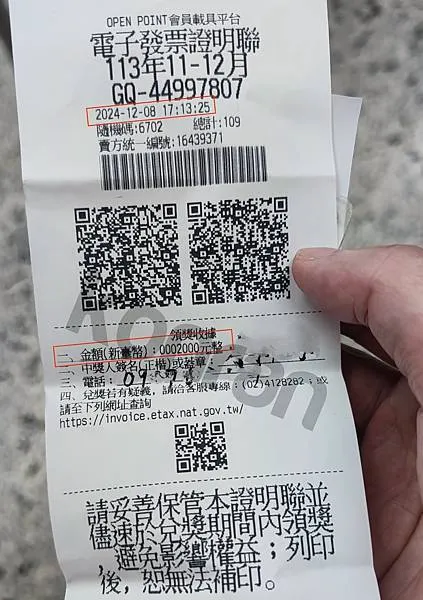 OPEN POINT會員載具平台
電子發票證明聯
113年11-12月
GQ-44997807
2024-12-08 17:13:25
隨機碼:6702 總計:109
賣方統一編號:16439371
領獎收據
一、金額(新臺幣):0002000元整
二、中獎人簽名(正楷)或蓋章:
三、電話: 09
四、兌獎若有疑義，請洽客服專線:(02)4128282；或
請至下列網址查詢
https://invoice.etax.nat.gov.tw/
請妥善保管本證明聯並
儘速於兌獎期間內領獎
，避免影響權益；列印
後，恕無法補印。